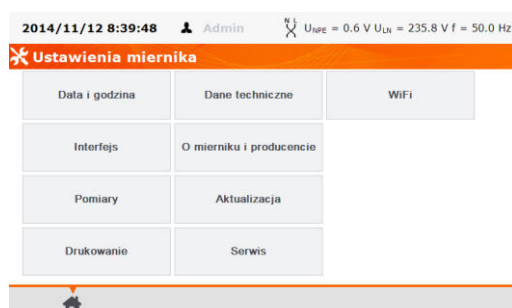 2014/11/12 8:39:48 Admin N L UNPE = 0.6 V ULN = 235.8 V f = 50.0 Hz
Ustawienia miernika
Data i godzina Dane techniczne WiFi
Interfejs O mierniku i producencie
Pomiary Aktualizacja
Drukowanie Serwis